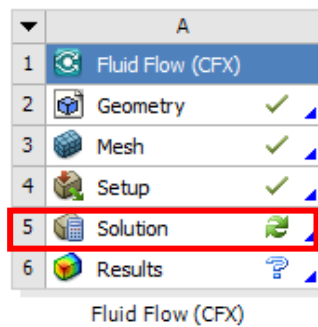 A
1 Fluid Flow (CFX)
2 Geometry
3 Mesh
4 Setup
5 Solution
6 Results
Fluid Flow (CFX)